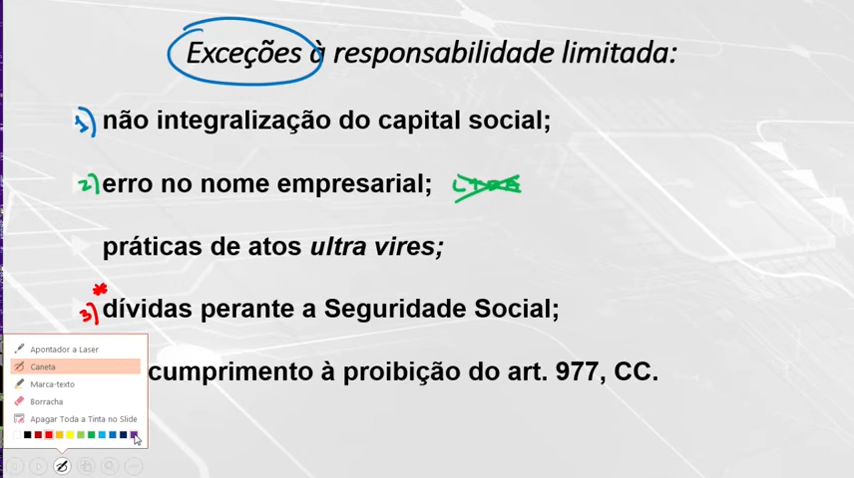 Exceções à responsabilidade limitada:
1) não integralização do capital social;
2) erro no nome empresarial; LTDA
práticas de atos ultra vires;
*
3) dívidas perante a Seguridade Social;
cumprimento à proibição do art. 977, CC.
Apontador a Laser
Caneta
Marca-texto
Borracha
Apagar Toda a Tinta no Slide